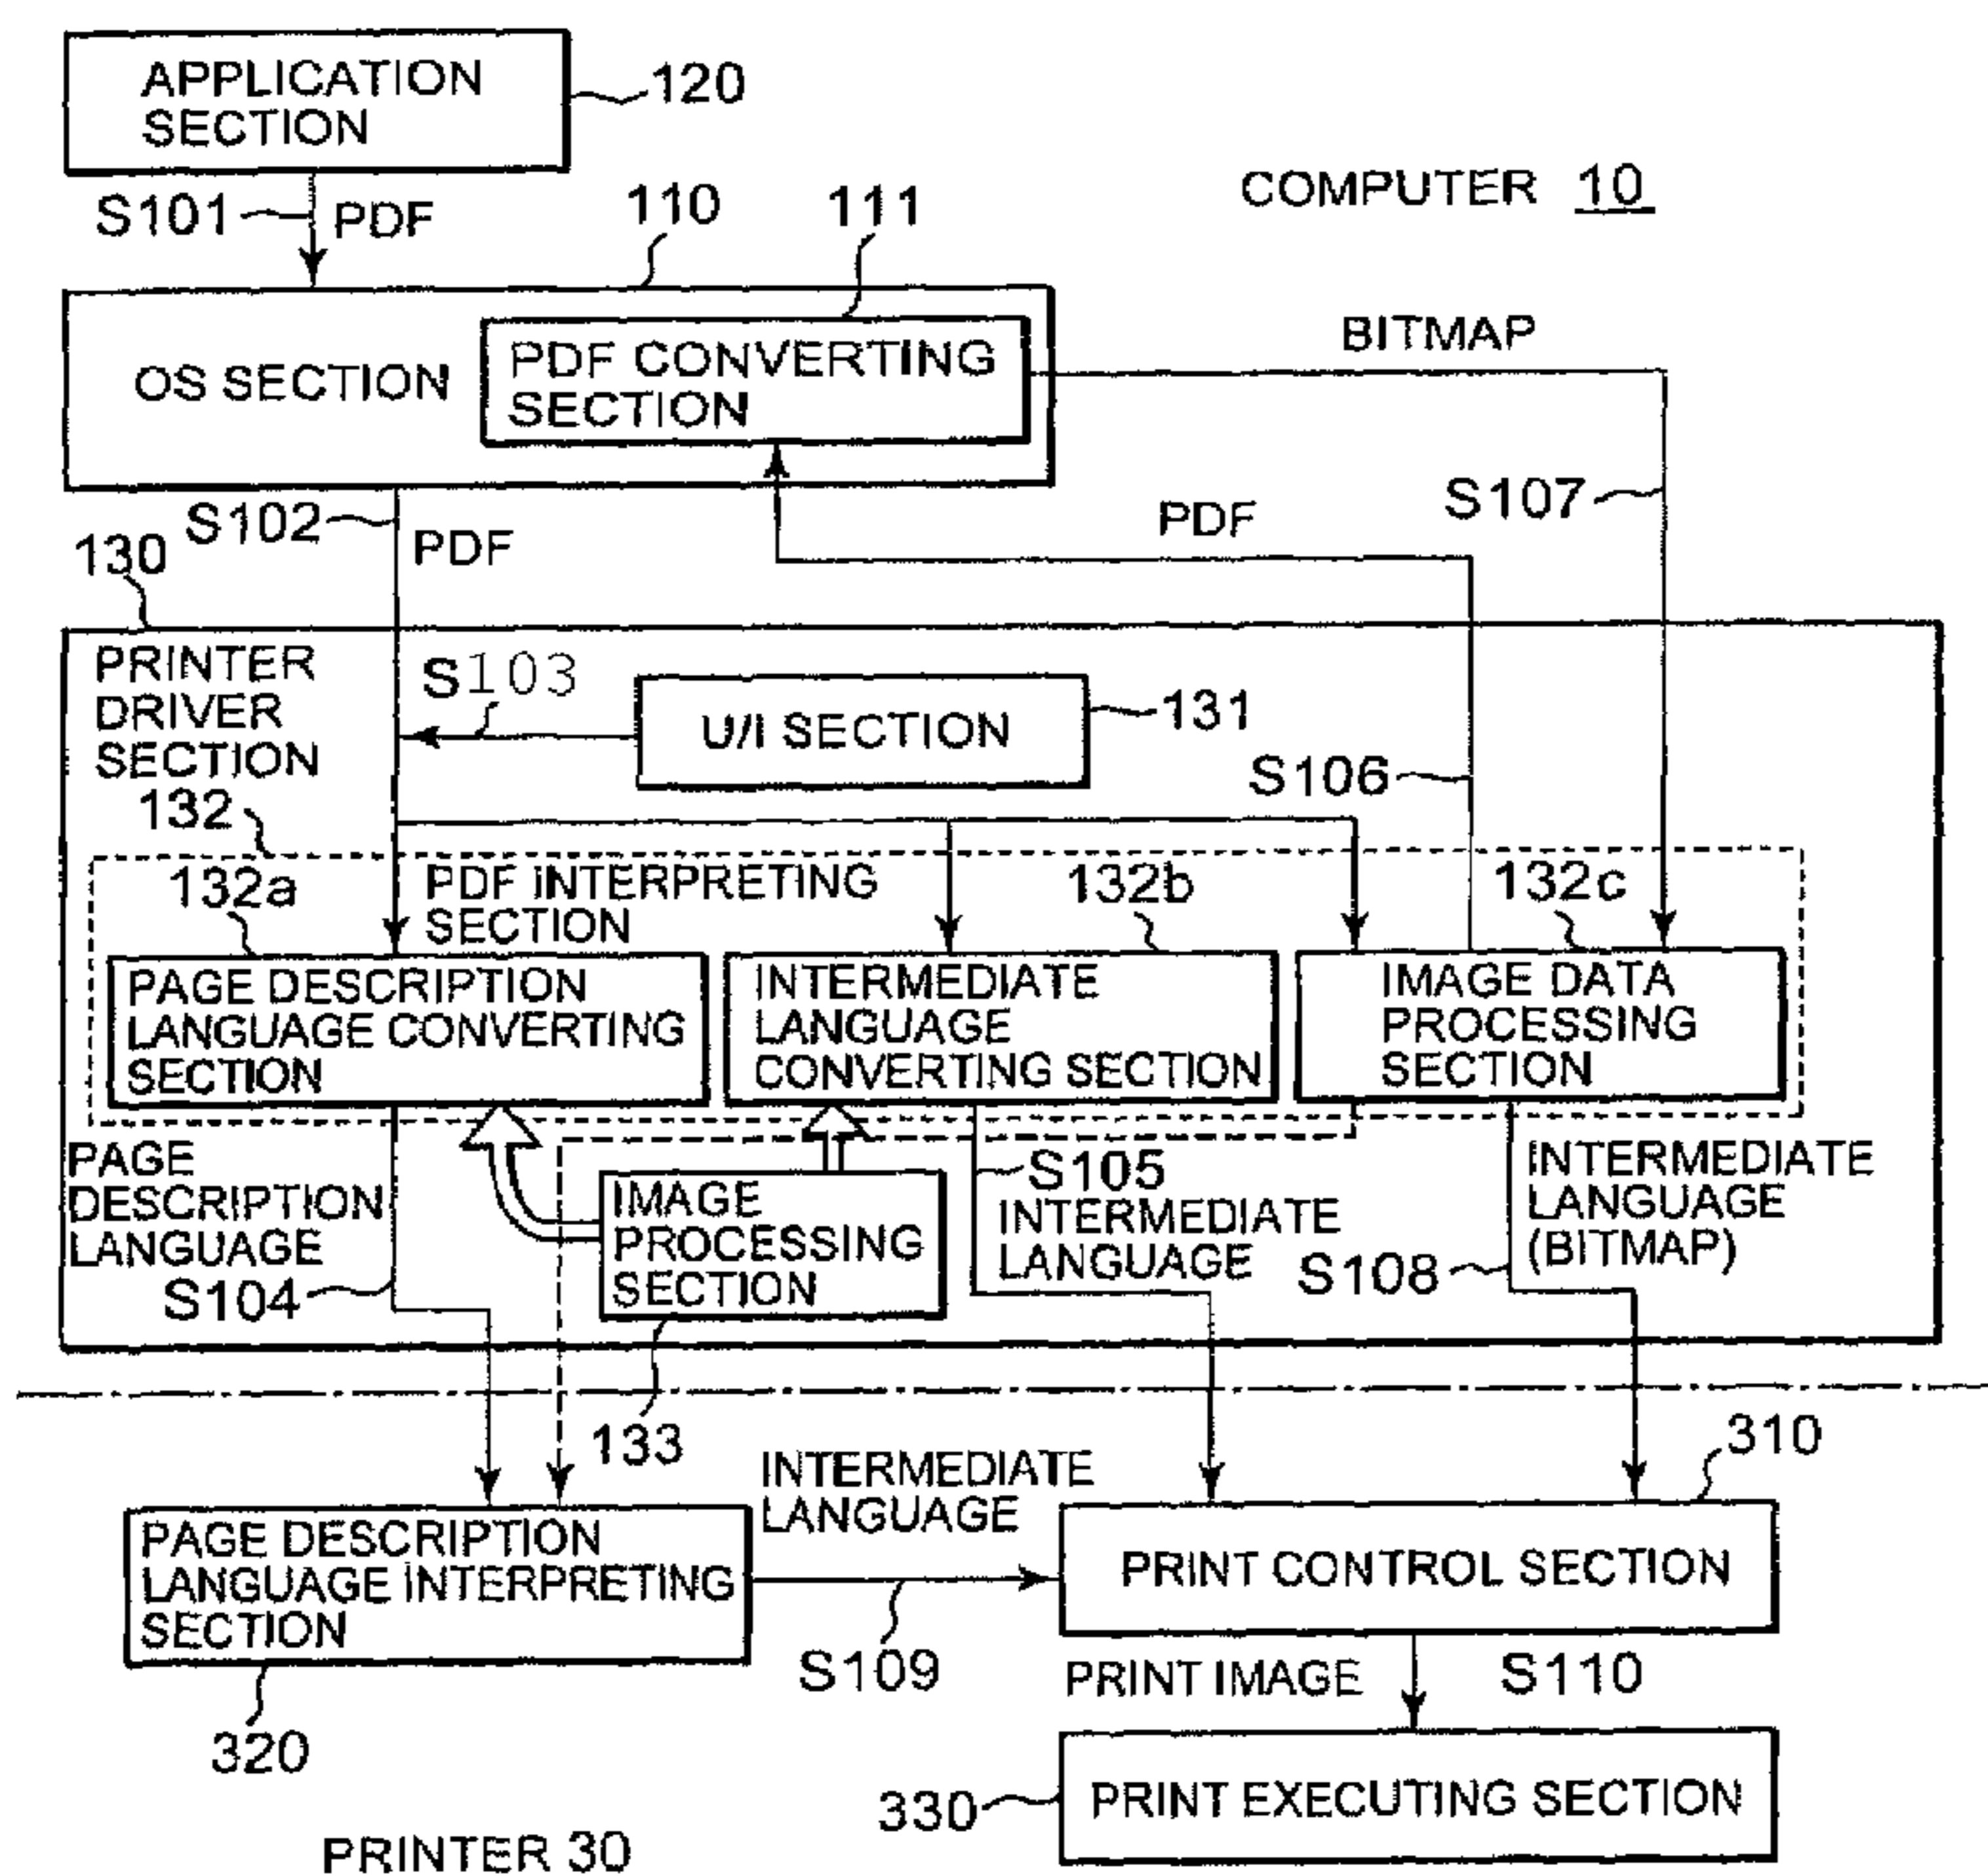 APPLICATION
SECTION
120
COMPUTER 10
S101
PDF
110
111
BITMAP
OS SECTION
PDF CONVERTING
SECTION
S107
S102
PDF
PDF
130
PRINTER
DRIVER
SECTION
S103
U/I SECTION
131
S106
132
132a
PDF INTERPRETING
SECTION
132b
132c
PAGE DESCRIPTION
LANGUAGE CONVERTING
SECTION
INTERMEDIATE
LANGUAGE
CONVERTING SECTION
IMAGE DATA
PROCESSING
SECTION
PAGE
DESCRIPTION
LANGUAGE
S104
IMAGE
PROCESSING
SECTION
S105
INTERMEDIATE
LANGUAGE
S108
INTERMEDIATE
LANGUAGE
(BITMAP)
133
310
INTERMEDIATE
LANGUAGE
PAGE DESCRIPTION
LANGUAGE INTERPRETING
SECTION
PRINT CONTROL SECTION
S109
PRINT IMAGE
S110
320
330
PRINT EXECUTING SECTION
PRINTER 30